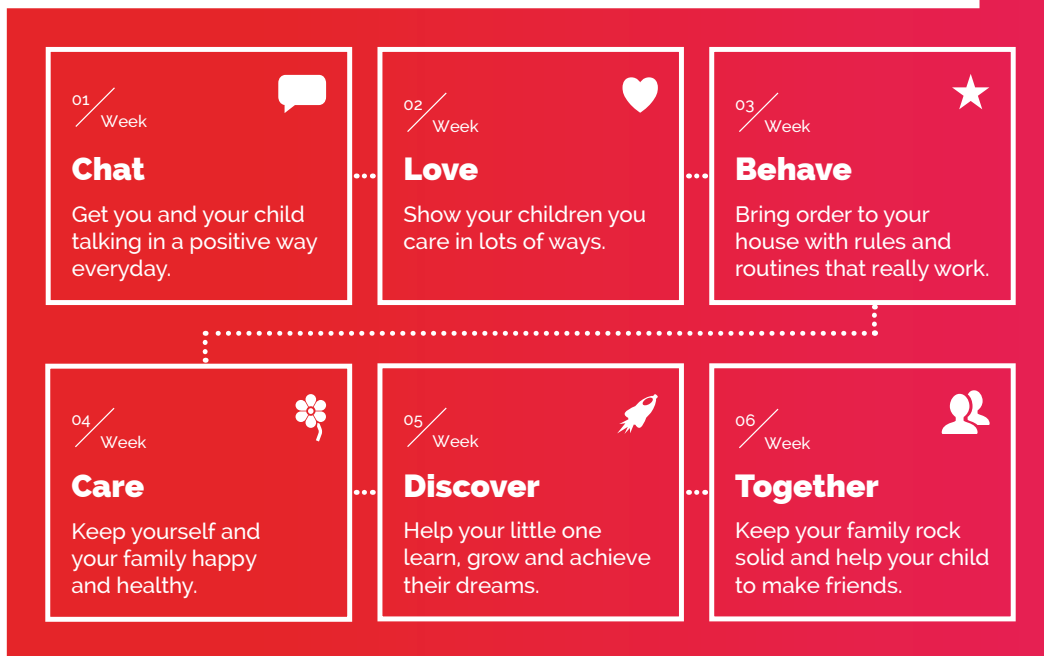 01
Week
Chat
Get you and your child
talking in a positive way
everyday.
02
Week
Love
Show your children you
care in lots of ways.
03
Week
Behave
Bring order to your
house with rules and
routines that really work.
04
Week
Care
Keep yourself and
your family happy
and healthy.
05
Week
Discover
Help your little one
learn, grow and achieve
their dreams.
06
Week
Together
Keep your family rock
solid and help your child
to make friends.